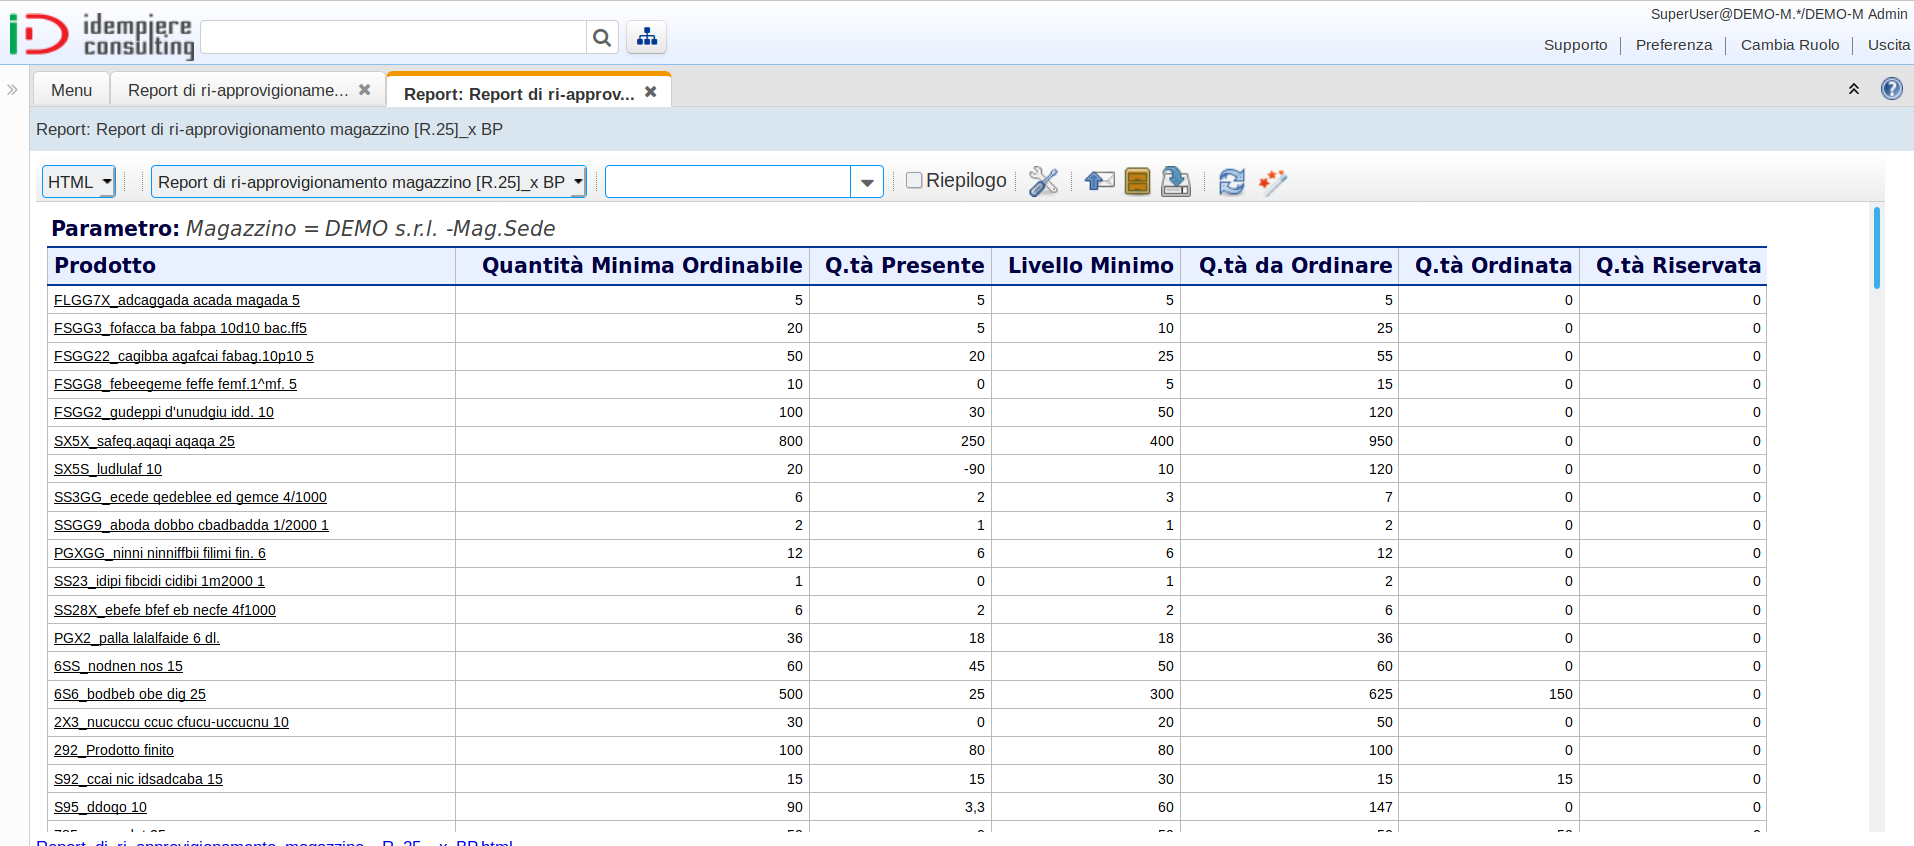 idempiere
consulting
SuperUser@DEMO-M.*/DEMO-M Admin
Supporto Preferenza Cambia Ruolo Uscita
Menu Report di ri-approvigioname... Report: Report di ri-approv...
Report: Report di ri-approvigionamento magazzino [R.25]_x BP
HTML Report di ri-approvigionamento magazzino [R.25]_x BP Riepilogo
Parametro: Magazzino = DEMO s.r.l. -Mag.Sede
Prodotto Quantità Minima Ordinabile Q.tà Presente Livello Minimo Q.tà da Ordinare Q.tà Ordinata Q.tà Riservata
FLGG7X_adcaggada acada magada 5 5 5 5 5 0 0
FSGG3_fofacca ba fabpa 10d10 bac.ff5 20 5 10 25 0 0
FSGG22_cagibba agafcai fabag.10p10 5 50 20 25 55 0 0
FSGG8_febeegeme feffe femf.1^mf. 5 10 0 5 15 0 0
FSGG2_gudeppi d'unudgiu idd. 10 100 30 50 120 0 0
SX5X_safeq.aqaqi aqaqa 25 800 250 400 950 0 0
SX5S_ludlulaf 10 20 -90 10 120 0 0
SS3GG_ecede qedeblee ed gemce 4/1000 6 2 3 7 0 0
SSGG9_aboda dobbo cbadbadda 1/2000 1 2 1 1 2 0 0
PGXGG_ninni ninniffbii filimi fin. 6 12 6 6 12 0 0
SS23_idipi fibcidi cidibi 1m2000 1 1 0 1 2 0 0
SS28X_ebefe bfef eb necfe 4f1000 6 2 2 6 0 0
PGX2_palla lalalfaide 6 dl. 36 18 18 36 0 0
6SS_nodnen nos 15 60 45 50 60 0 0
6S6_bodbeb obe dig 25 500 25 300 625 150 0
2X3_nucuccu ccuc cfucu-uccucnu 10 30 0 20 50 0 0
292_Prodotto finito 100 80 80 100 0 0
S92_ccai nic idsadcaba 15 15 15 30 15 15 0
S95_ddoqo 10 90 3,3 60 147 0 0